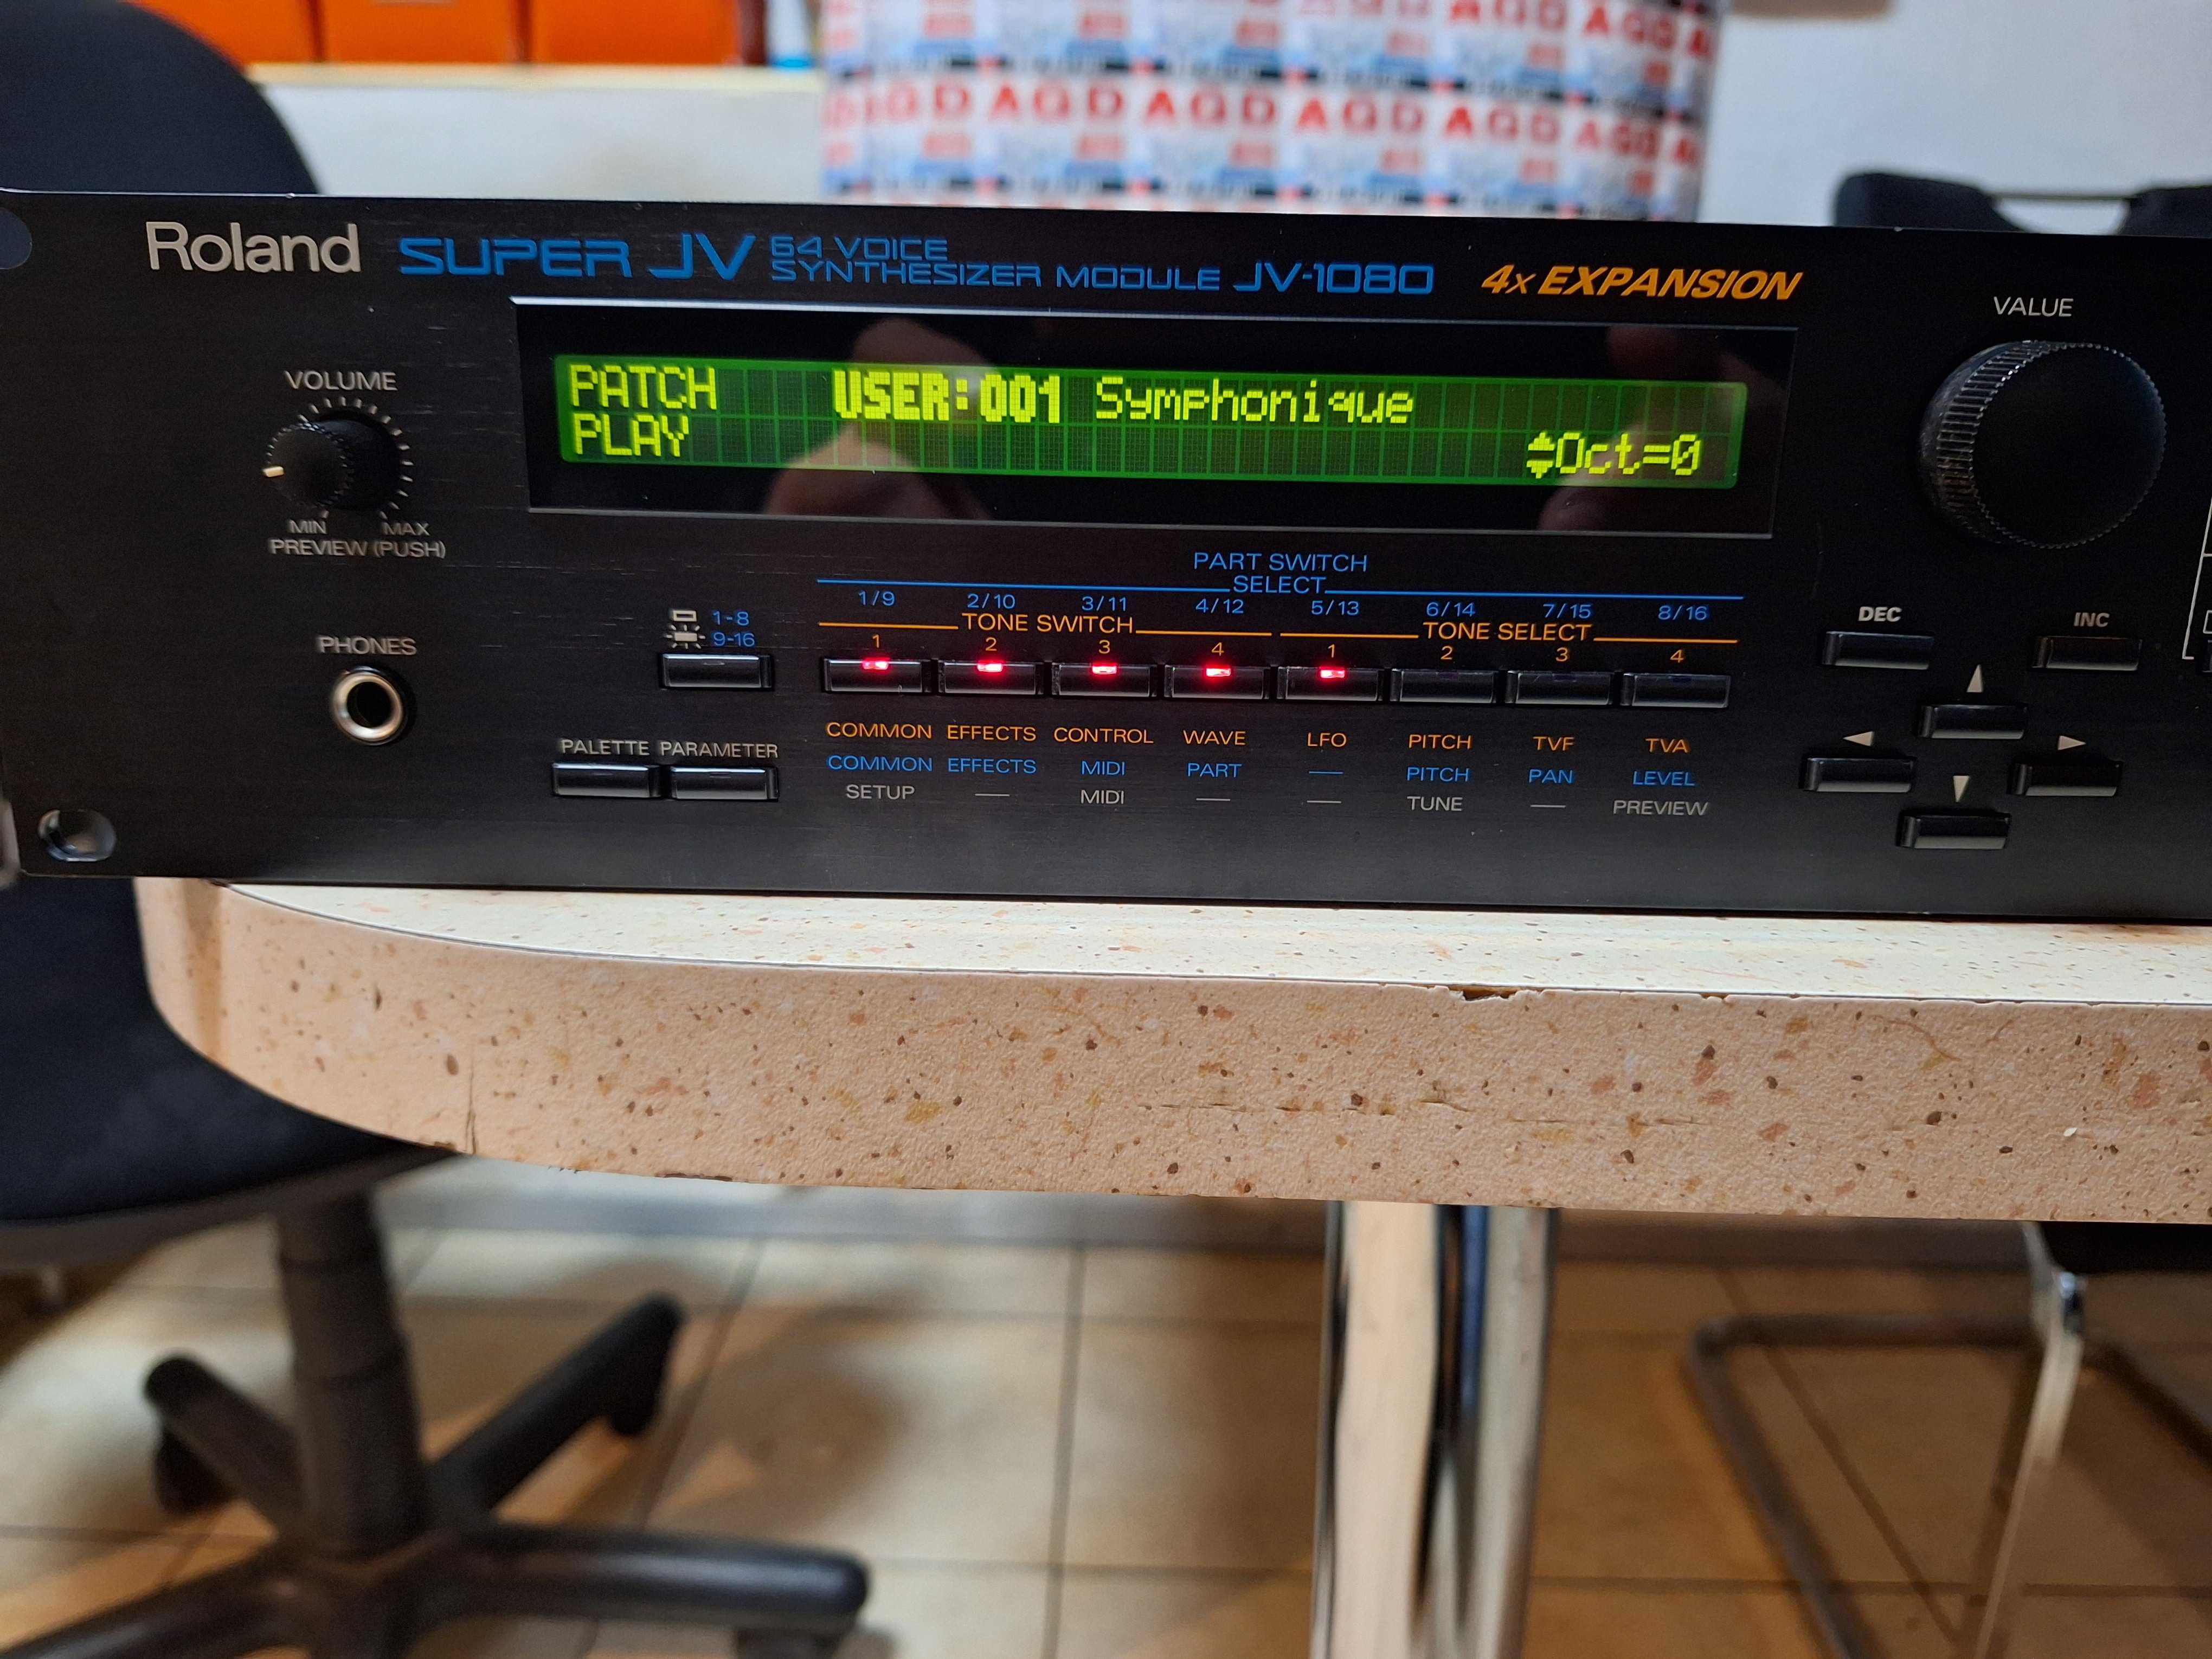 AGD AGD AGD AGD AGD
Roland SUPER JV 64 VOICE
SYNTHESIZER MODULE JV-1080 4x EXPANSION
VALUE
VOLUME
PATCH USER:001 Symphonique
PLAY Oct=0
MIN MAX
PREVIEW (PUSH)
PART SWITCH
SELECT
1/9 2/10 3/11 4/12 5/13 6/14 7/15 8/16
1-8
9-16
TONE SWITCH TONE SELECT
1 2 3 4 1 2 3 4
DEC INC
PHONES
PALETTE PARAMETER
COMMON EFFECTS CONTROL WAVE LFO PITCH TVF TVA
COMMON EFFECTS MIDI PART — PITCH PAN LEVEL
SETUP — MIDI — — TUNE — PREVIEW